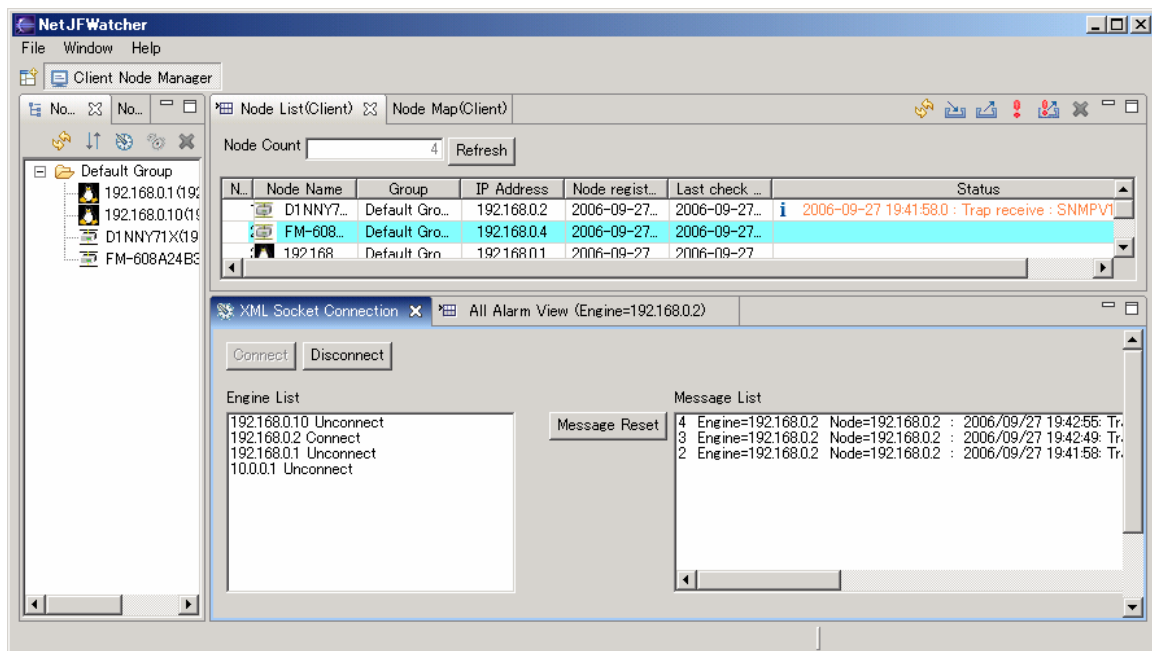 NetJFWatcher
File Window Help
Client Node Manager
No... No...
Default Group
192.168.0.1(192
192.168.0.10(19
D1NNY71X(19
FM-608A24B3
Node List(Client) Node Map(Client)
Node Count 4 Refresh
N... Node Name Group IP Address Node regist... Last check ... Status
D1NNY7... Default Gro... 192.168.0.2 2006-09-27... 2006-09-27... 2006-09-27 19:41:58.0 : Trap receive : SNMPV1
FM-608... Default Gro... 192.168.0.4 2006-09-27... 2006-09-27...
192.168... Default Gro... 192.168.0.1 2006-09-27... 2006-09-27...
XML Socket Connection All Alarm View (Engine=192.168.0.2)
Connect Disconnect
Engine List
192.168.0.10 Unconnect
192.168.0.2 Connect
192.168.0.1 Unconnect
10.0.0.1 Unconnect
Message Reset
Message List
4 Engine=192.168.0.2 Node=192.168.0.2 : 2006/09/27 19:42:55: Tr
3 Engine=192.168.0.2 Node=192.168.0.2 : 2006/09/27 19:42:49: Tr
2 Engine=192.168.0.2 Node=192.168.0.2 : 2006/09/27 19:41:58: Tr